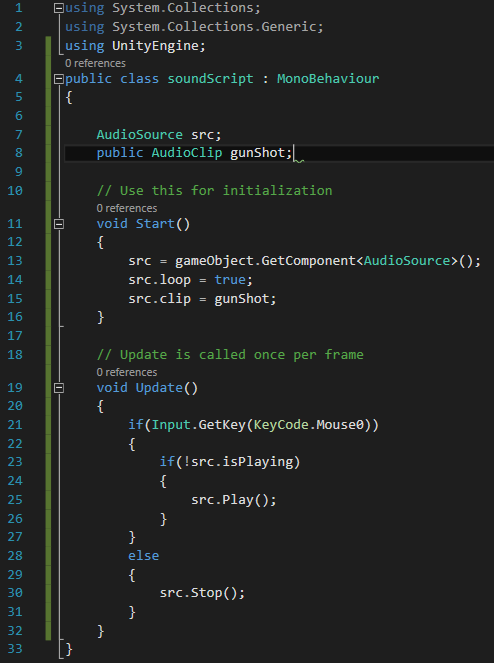 1 using System.Collections;
2 using System.Collections.Generic;
3 using UnityEngine;
0 references
4 public class soundScript : MonoBehaviour
5 {
6
7 AudioSource src;
8 public AudioClip gunShot;
9
10 // Use this for initialization
0 references
11 void Start()
12 {
13 src = gameObject.GetComponent<AudioSource>();
14 src.loop = true;
15 src.clip = gunShot;
16 }
17
18 // Update is called once per frame
0 references
19 void Update()
20 {
21 if(Input.GetKey(KeyCode.Mouse0))
22 {
23 if(!src.isPlaying)
24 {
25 src.Play();
26 }
27 }
28 else
29 {
30 src.Stop();
31 }
32 }
33 }